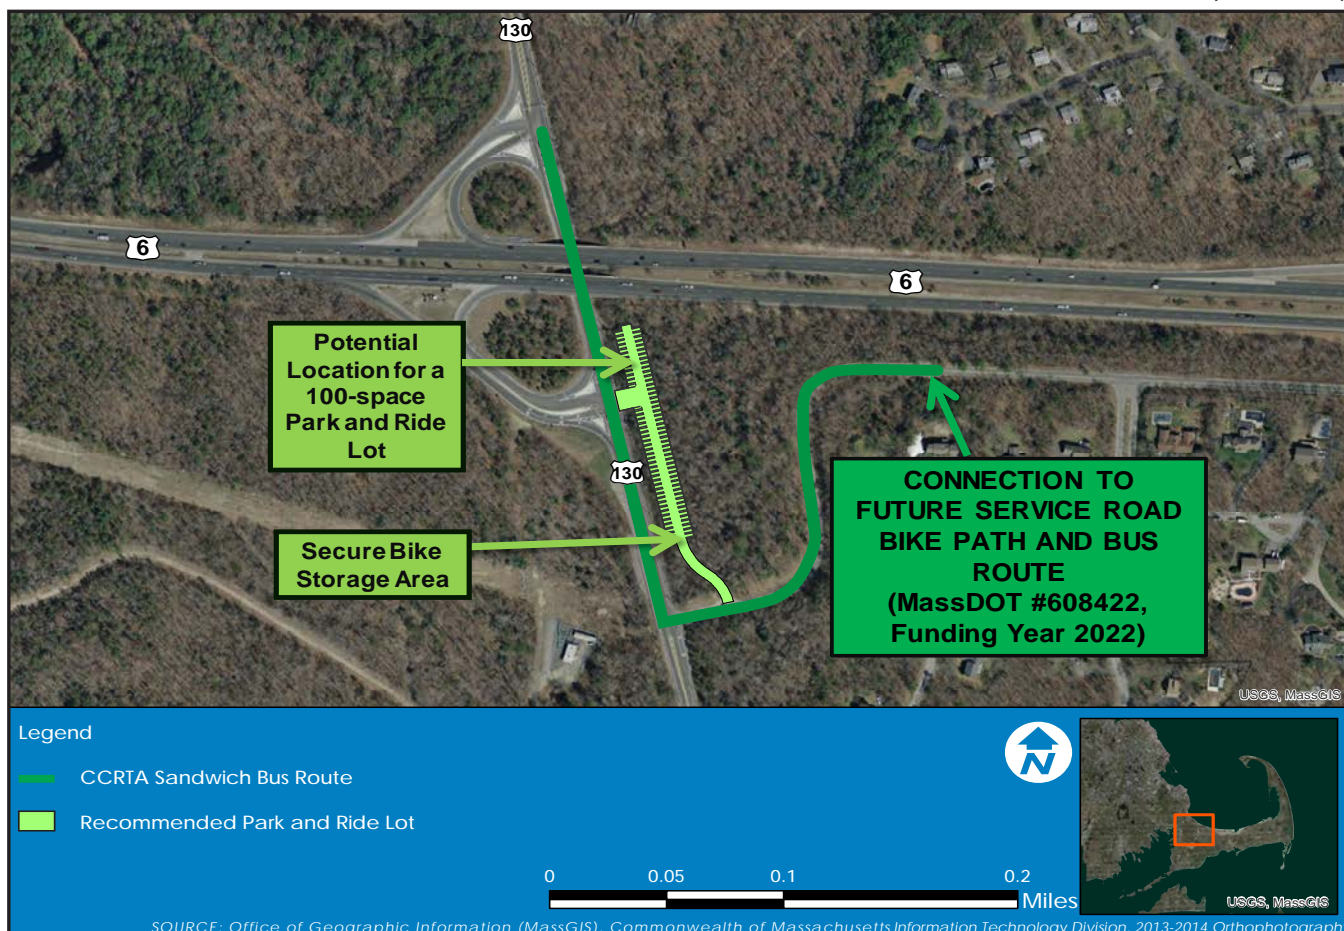 130
6
6
Potential
Location for a
100-space
Park and Ride
Lot
130
CONNECTION TO
FUTURE SERVICE ROAD
BIKE PATH AND BUS
ROUTE
(MassDOT #608422,
Funding Year 2022)
Secure Bike
Storage Area
USGS, MassGIS
Legend
CCRTA Sandwich Bus Route
Recommended Park and Ride Lot
N
0 0.05 0.1 0.2
Miles
USGS, MassGIS
SOURCE: Office of Geographic Information (MassGIS), Commonwealth of Massachusetts Information Technology Division, 2013-2014 Orthophotography